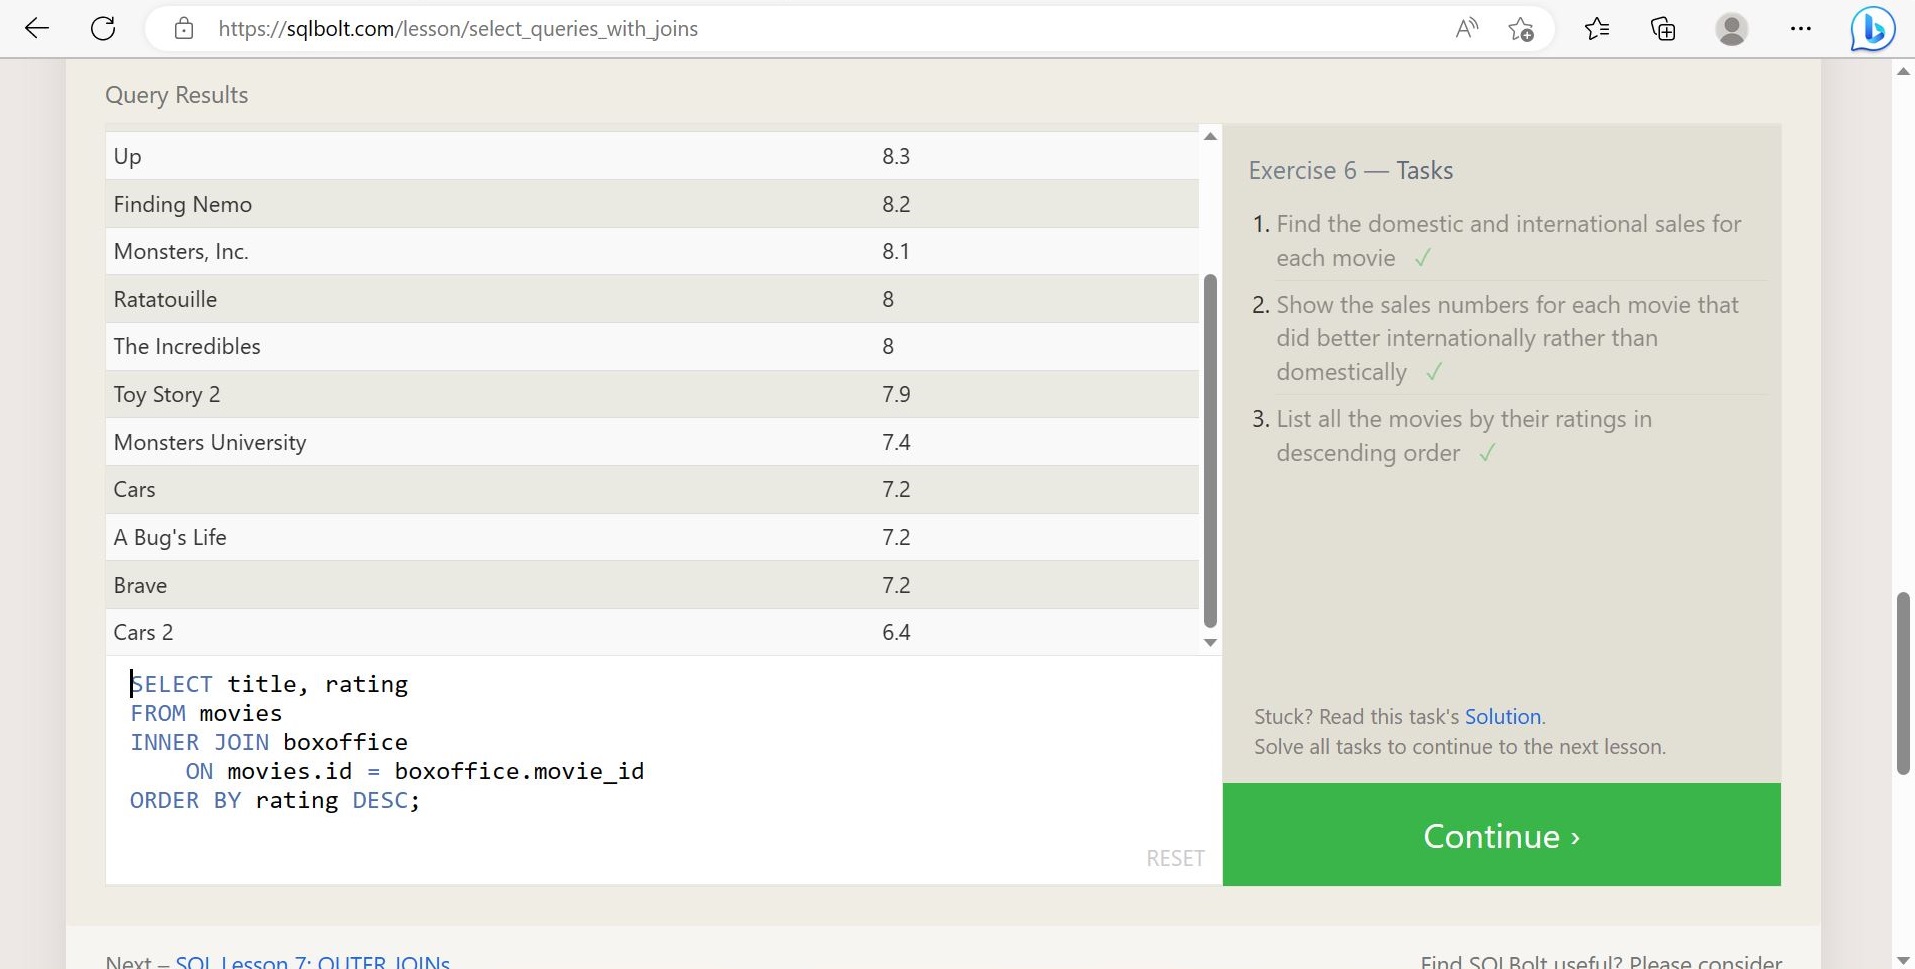 https://sqlbolt.com/lesson/select_queries_with_joins
Query Results
Up 8.3
Finding Nemo 8.2
Monsters, Inc. 8.1
Ratatouille 8
The Incredibles 8
Toy Story 2 7.9
Monsters University 7.4
Cars 7.2
A Bug's Life 7.2
Brave 7.2
Cars 2 6.4
SELECT title, rating
FROM movies
INNER JOIN boxoffice
    ON movies.id = boxoffice.movie_id
ORDER BY rating DESC;
RESET
Exercise 6 — Tasks
1. Find the domestic and international sales for
each movie ✓
2. Show the sales numbers for each movie that
did better internationally rather than
domestically ✓
3. List all the movies by their ratings in
descending order ✓
Stuck? Read this task's Solution.
Solve all tasks to continue to the next lesson.
Continue ›
Next – SQL Lesson 7: OUTER JOINs
Find SQLBolt useful? Please consider